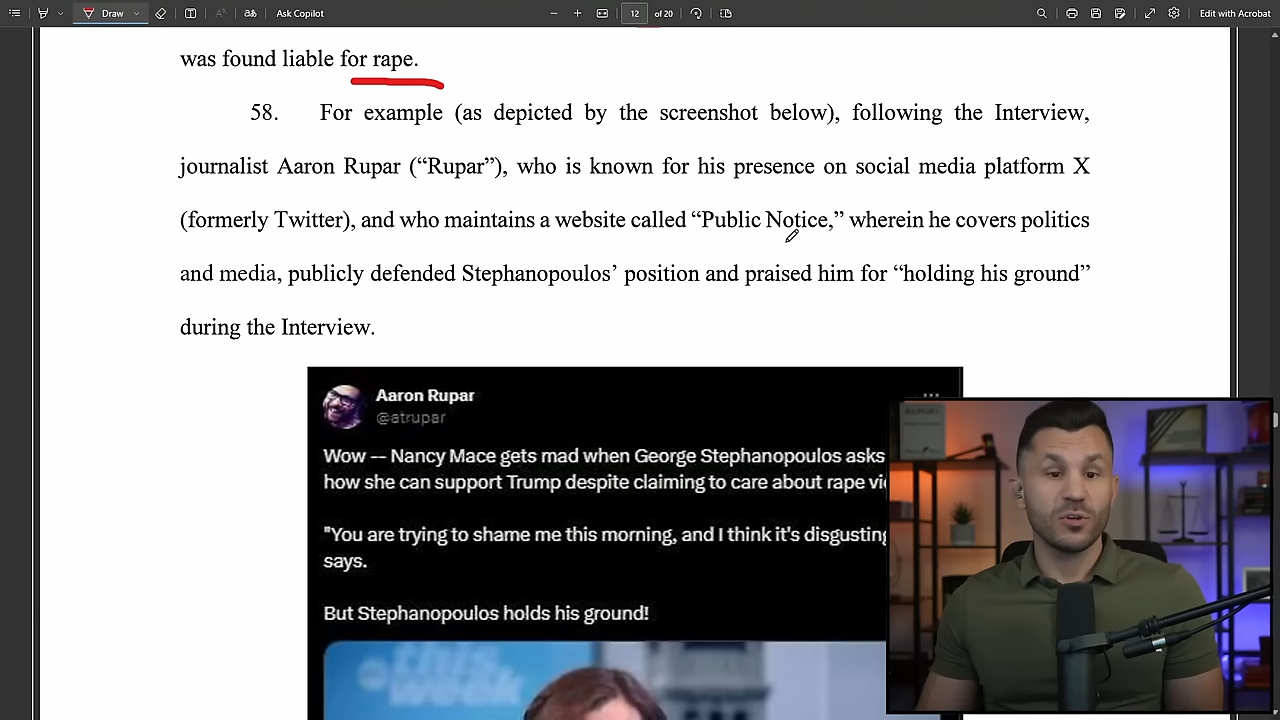 Draw
Ask Copilot
12 of 20
Edit with Acrobat
was found liable for rape.
58. For example (as depicted by the screenshot below), following the Interview,
journalist Aaron Rupar (“Rupar”), who is known for his presence on social media platform X
(formerly Twitter), and who maintains a website called “Public Notice,” wherein he covers politics
and media, publicly defended Stephanopoulos’ position and praised him for “holding his ground”
during the Interview.
Aaron Rupar
@atrupar
Wow -- Nancy Mace gets mad when George Stephanopoulos asks
how she can support Trump despite claiming to care about rape
"You are trying to shame me this morning, and I think it's disgusting
says.
But Stephanopoulos holds his ground!
this
week
REPORT